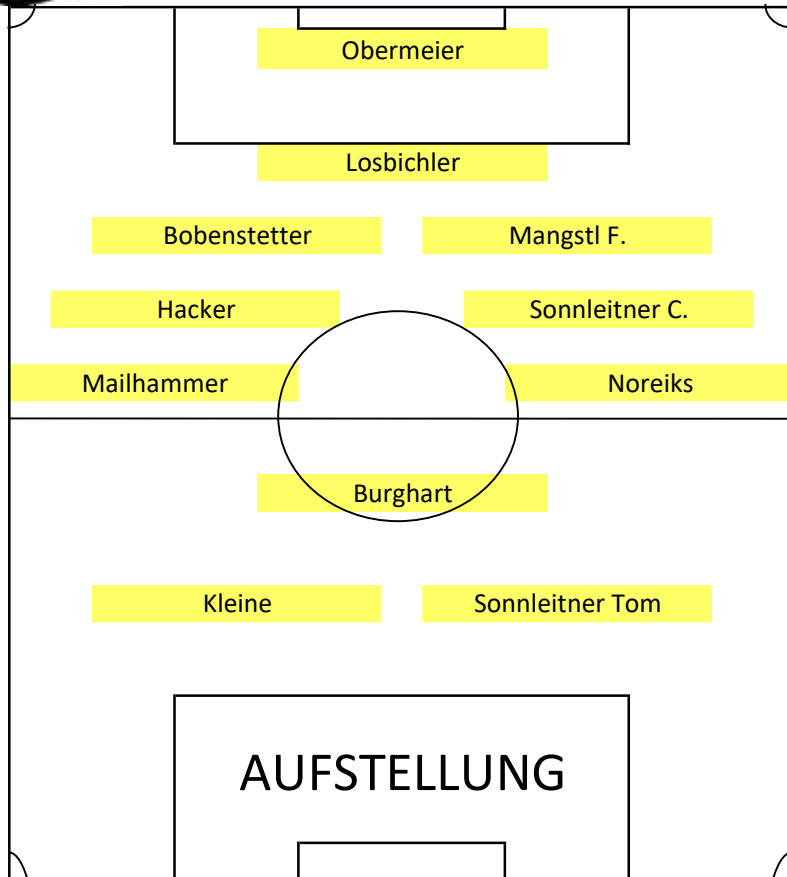 Obermeier
Losbichler
Bobenstetter
Mangstl F.
Hacker
Sonnleitner C.
Mailhammer
Noreiks
Burghart
Kleine
Sonnleitner Tom
AUFSTELLUNG